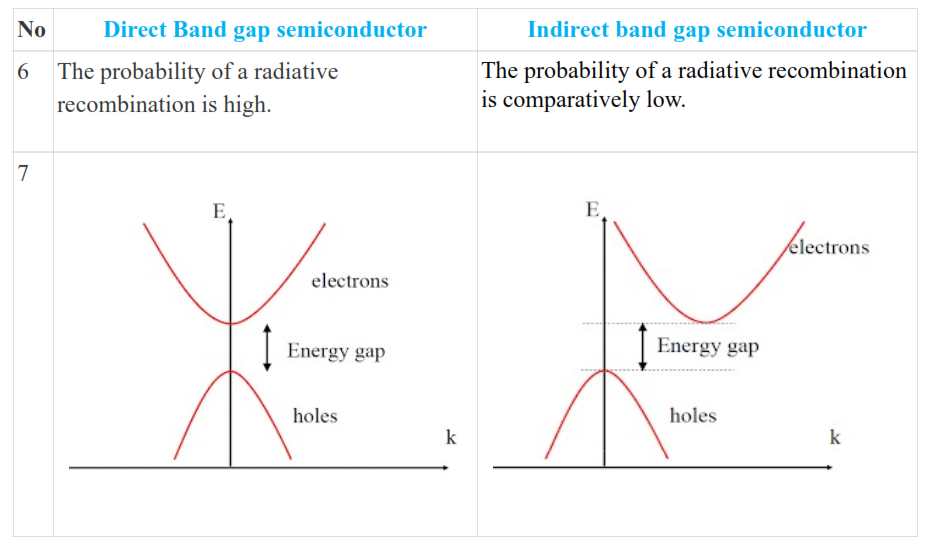 No
Direct Band gap semiconductor
Indirect band gap semiconductor
6
The probability of a radiative
recombination is high.
The probability of a radiative recombination
is comparatively low.
7
E
electrons
Energy gap
holes
k
E
electrons
Energy gap
holes
k